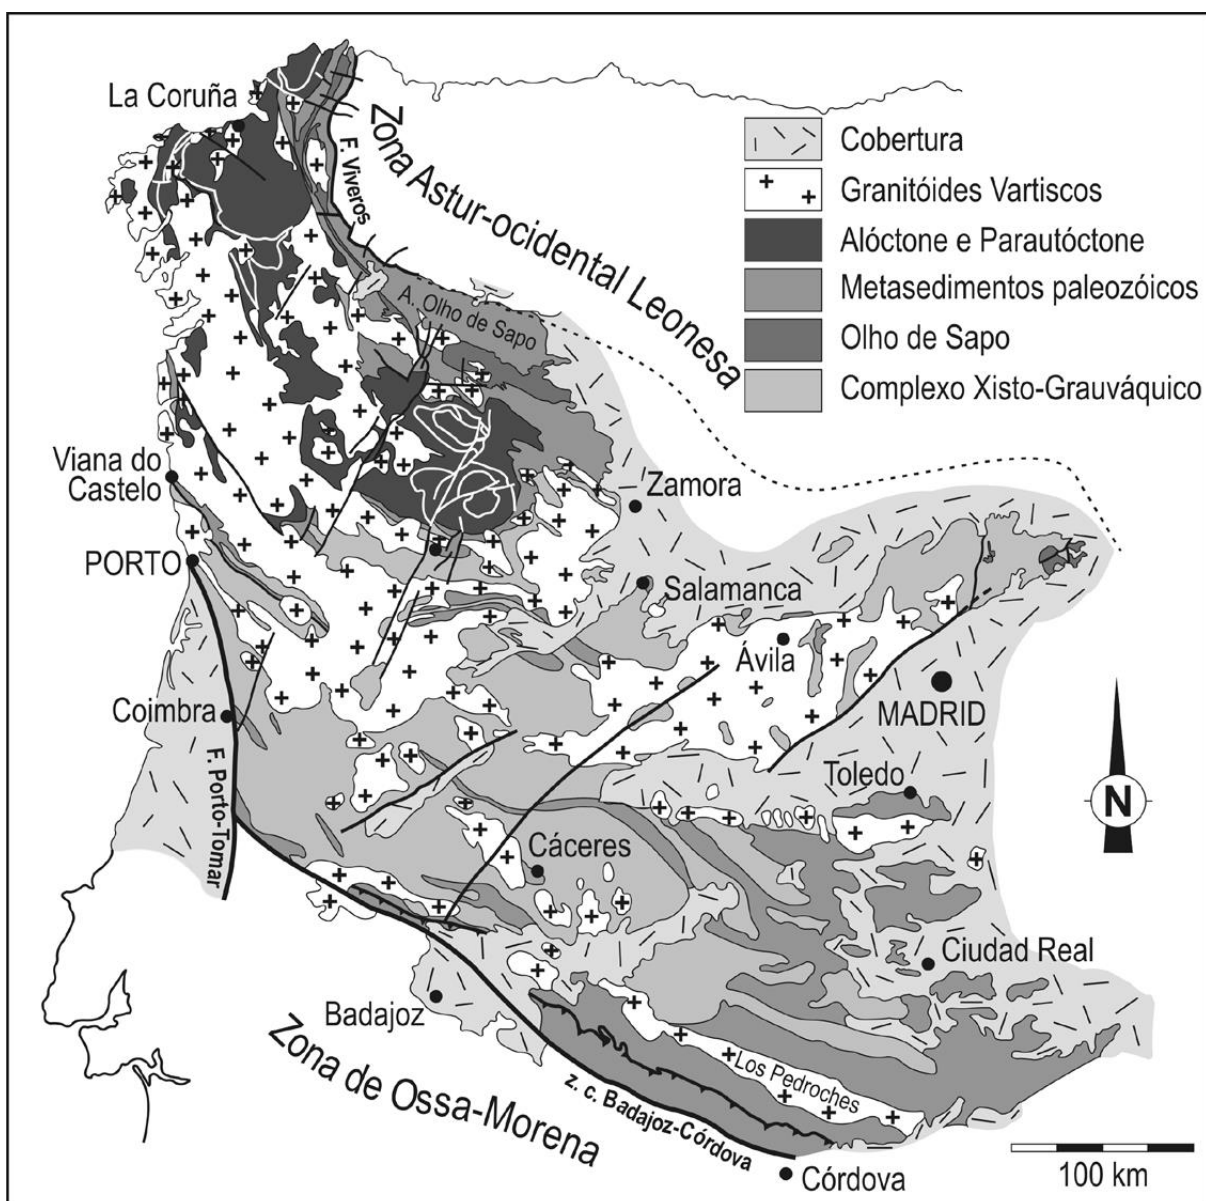 La Coruña
F. Viveros
Zona Astur-ocidental Leonesa
Cobertura
Granitóides Vartiscos
Alóctone e Parautóctone
Metasedimentos paleozóicos
Olho de Sapo
Complexo Xisto-Grauváquico
A. Olho de Sapo
Viana do
Castelo
Zamora
PORTO
Salamanca
Ávila
MADRID
Coimbra
F. Porto-Tomar
Toledo
N
Cáceres
Ciudad Real
Badajoz
Zona de Ossa-Morena
z. c. Badajoz-Córdova
Los Pedroches
Córdova
100 km